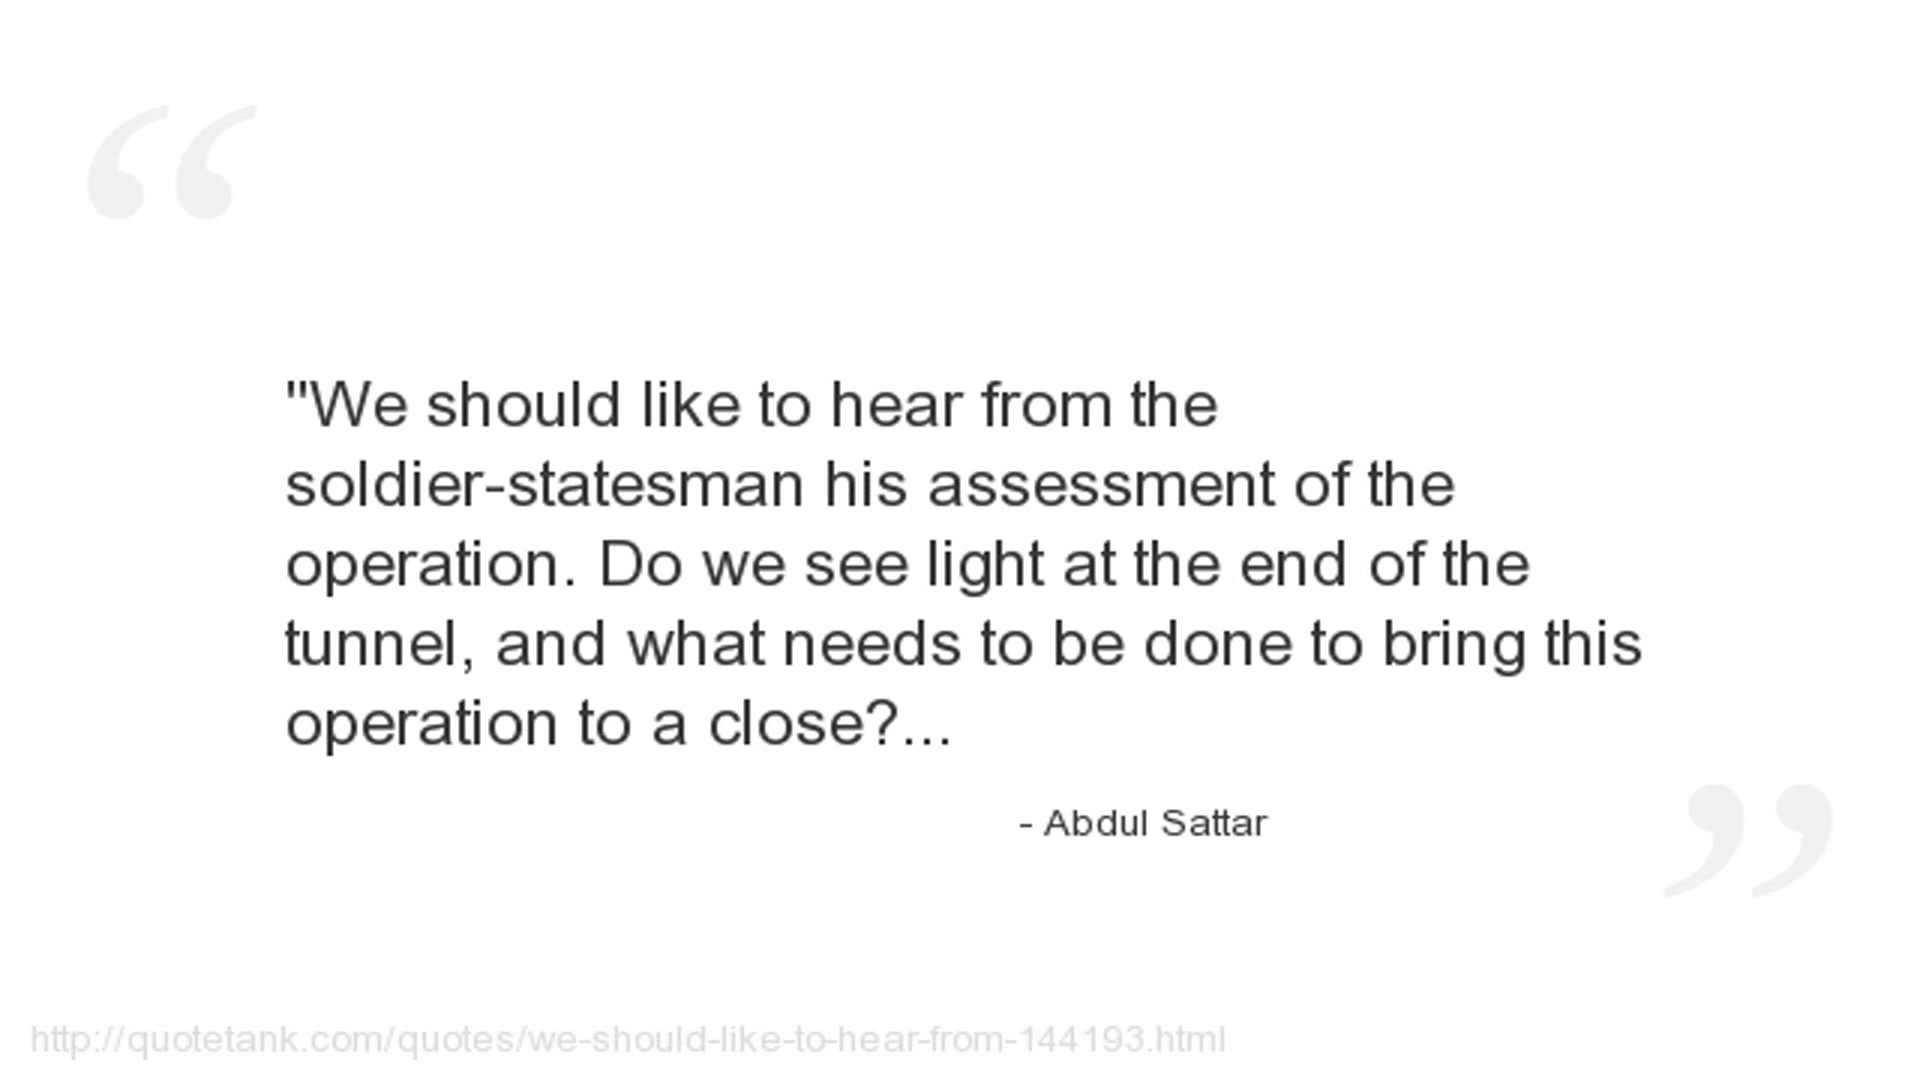 "We should like to hear from the
soldier-statesman his assessment of the
operation. Do we see light at the end of the
tunnel, and what needs to be done to bring this
operation to a close?...
- Abdul Sattar
http://quotetank.com/quotes/we-should-like-to-hear-from-144193.html